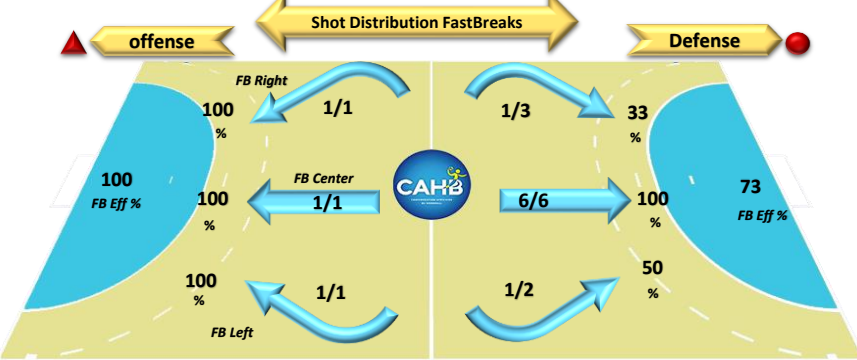 Shot Distribution FastBreaks
offense
Defense
FB Right
100
%
1/1
1/3
33
%
100
FB Eff %
FB Center
100
%
1/1
CAHB
6/6
100
%
73
FB Eff %
100
%
1/1
1/2
50
%
FB Left